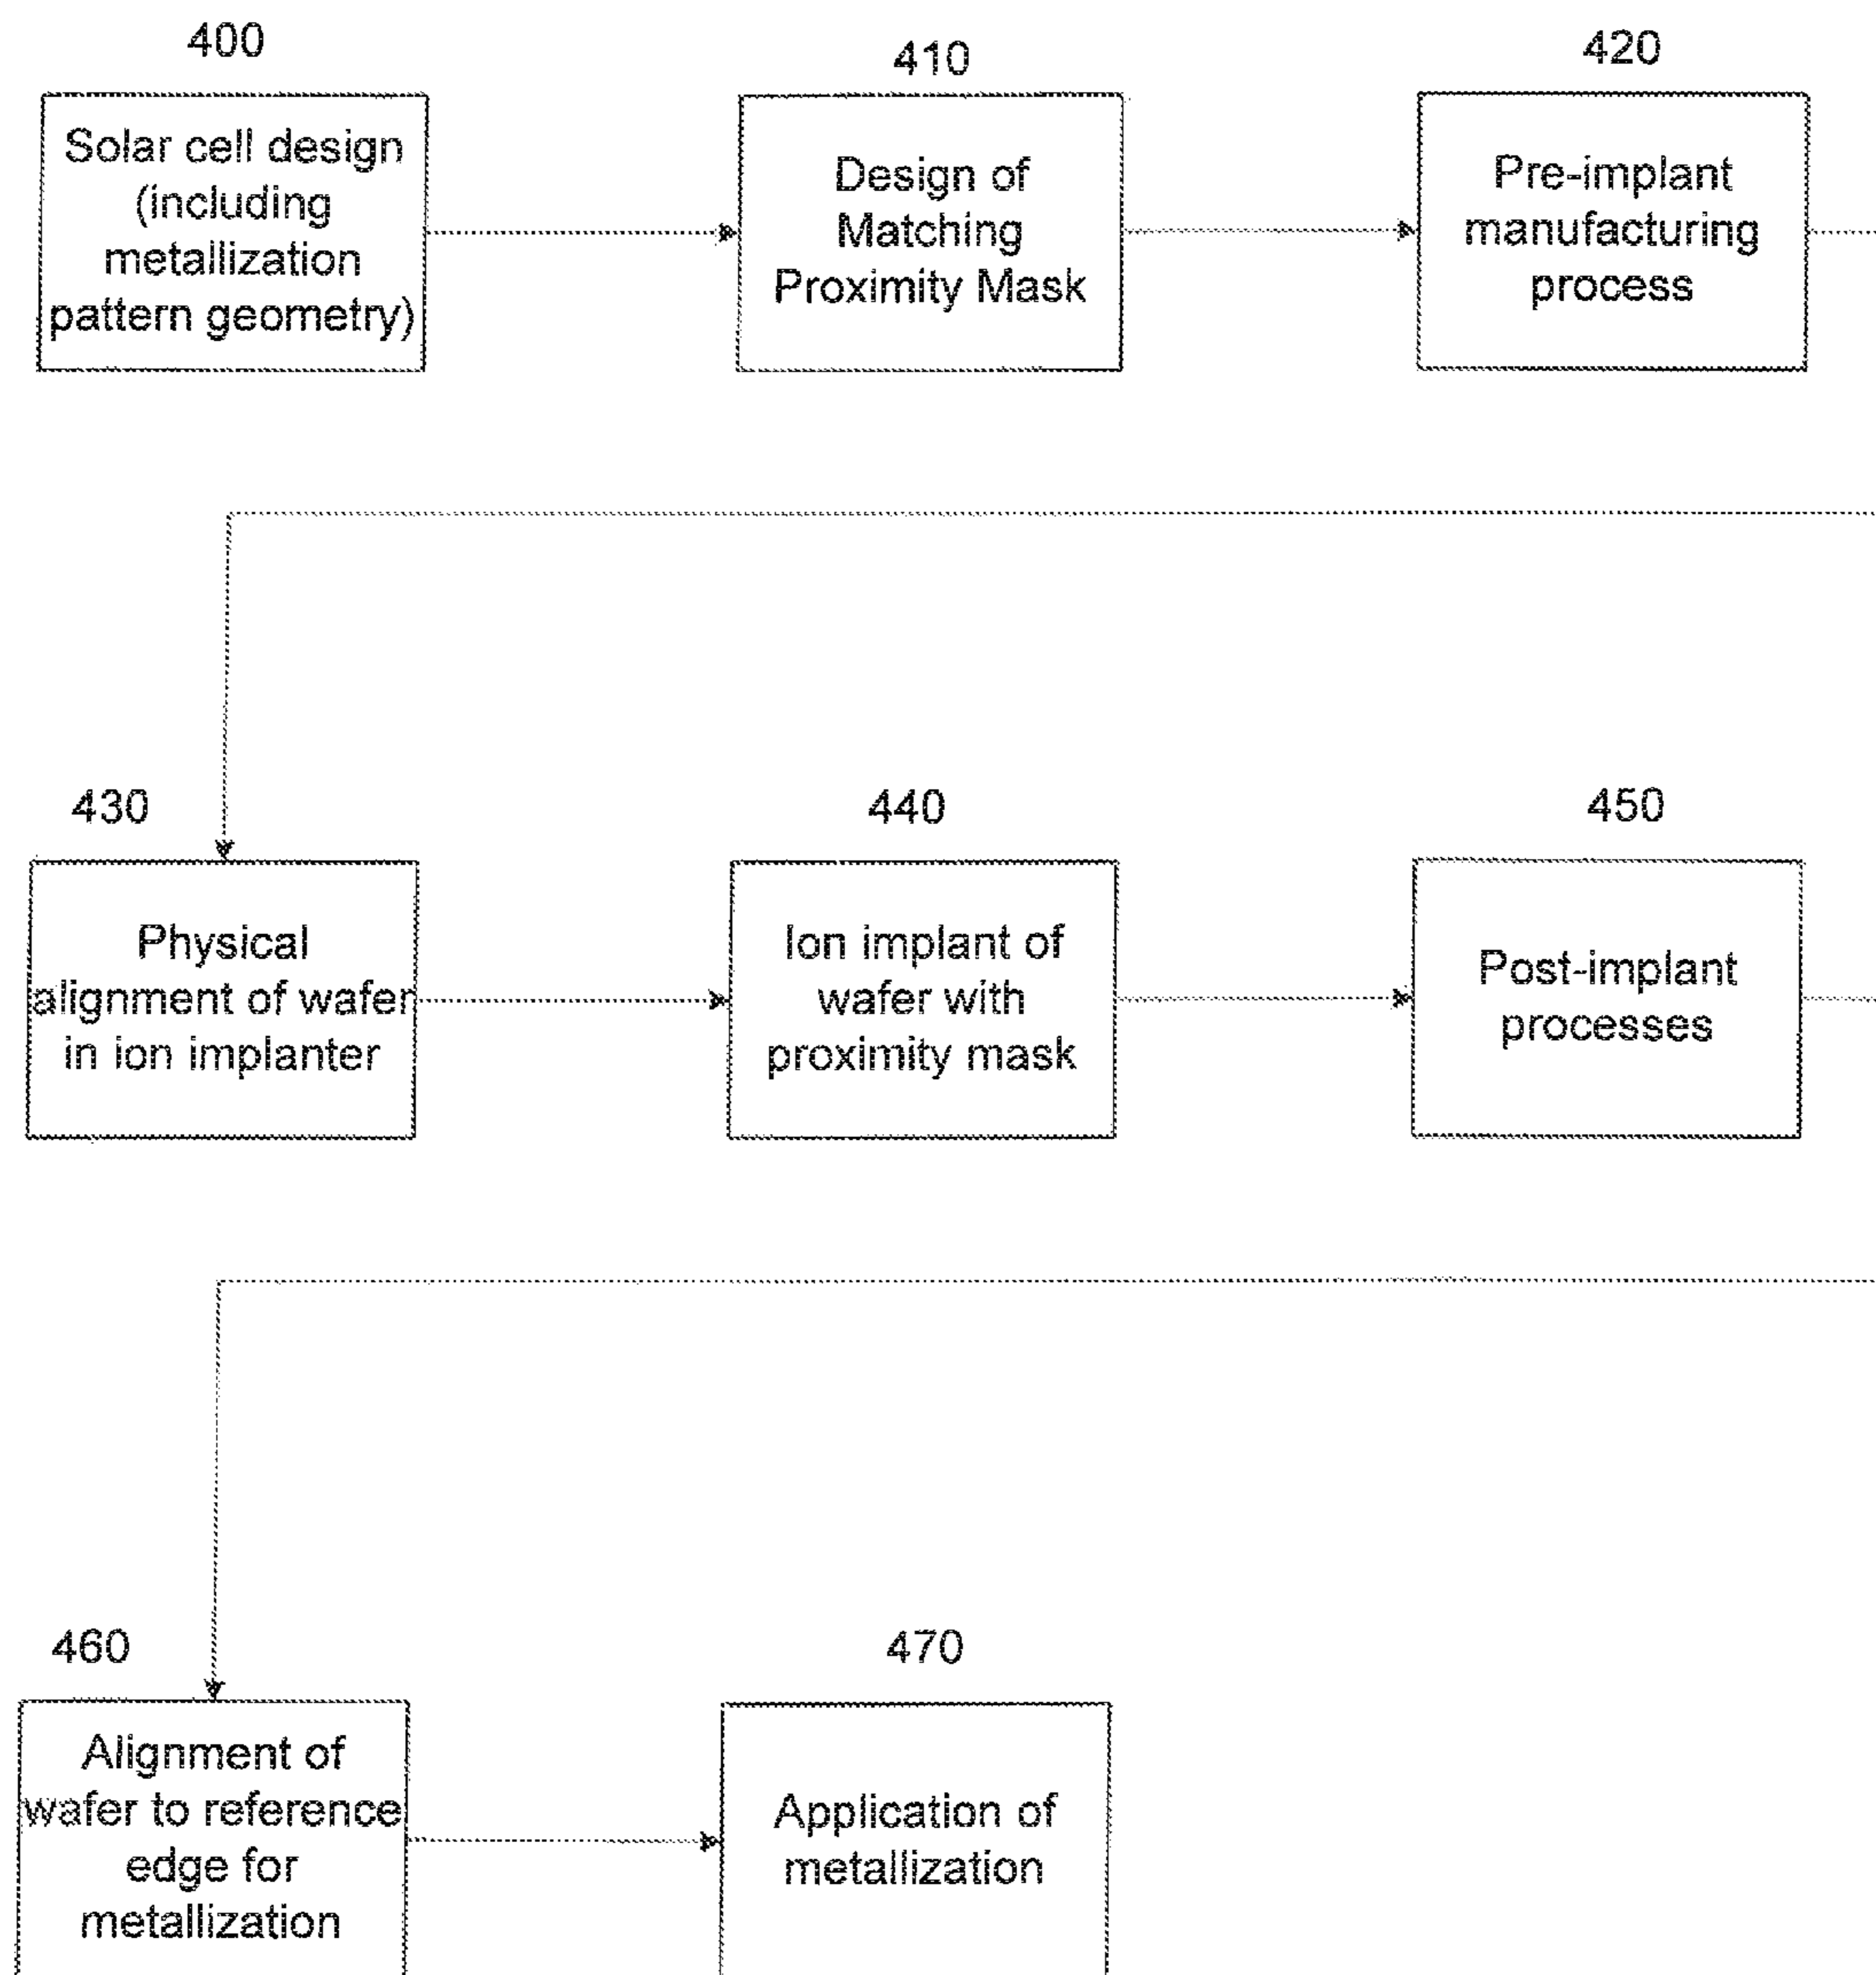 400
Solar cell design
(including
metallization
pattern geometry)
410
Design of
Matching
Proximity Mask
420
Pre-implant
manufacturing
process
430
Physical
alignment of wafer
in ion implanter
440
Ion implant of
wafer with
proximity mask
450
Post-implant
processes
460
Alignment of
wafer to reference
edge for
metallization
470
Application of
metallization